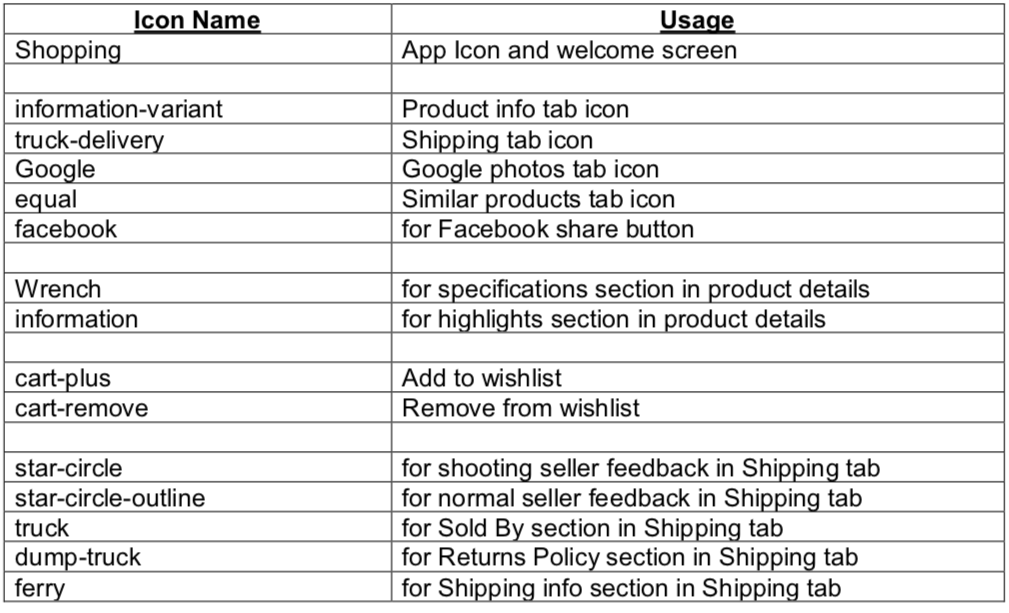 Icon Name Usage
Shopping App Icon and welcome screen
information-variant Product info tab icon
truck-delivery Shipping tab icon
Google Google photos tab icon
equal Similar products tab icon
facebook for Facebook share button
Wrench for specifications section in product details
information for highlights section in product details
cart-plus Add to wishlist
cart-remove Remove from wishlist
star-circle for shooting seller feedback in Shipping tab
star-circle-outline for normal seller feedback in Shipping tab
truck for Sold By section in Shipping tab
dump-truck for Returns Policy section in Shipping tab
ferry for Shipping info section in Shipping tab